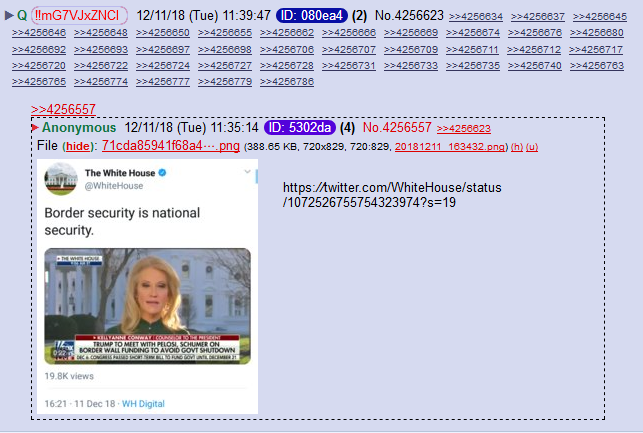 ▶ Q !!mG7VJxZNCI 12/11/18 (Tue) 11:39:47 ID: 080ea4 (2) No.4256623 >>4256634 >>4256637 >>4256645
>>4256646 >>4256648 >>4256650 >>4256655 >>4256662 >>4256666 >>4256669 >>4256674 >>4256676 >>4256680
>>4256692 >>4256693 >>4256697 >>4256698 >>4256706 >>4256707 >>4256709 >>4256711 >>4256712 >>4256717
>>4256720 >>4256722 >>4256724 >>4256727 >>4256728 >>4256731 >>4256733 >>4256735 >>4256740 >>4256763
>>4256765 >>4256774 >>4256777 >>4256779 >>4256786
>>4256557
Anonymous 12/11/18 (Tue) 11:35:14 ID: 5302da (4) No.4256557 >>4256623
File (hide): 71cda85941f68a4⋯.png (388.65 KB, 720x829, 720:829, 20181211_163432.png) (h) (u)
The White House
@WhiteHouse
Border security is national
security.
THE WHITE HOUSE
KELLYANNE CONWAY | COUNSELOR TO THE PRESIDENT
TRUMP TO MEET WITH PELOSI, SCHUMER ON
BORDER WALL FUNDING TO AVOID GOVT SHUTDOWN
0:22
DEC 6. CONGRESS PASSED SHORT-TERM BILL TO FUND GOVT UNTIL DECEMBER 21
19.8K views
16:21 · 11 Dec 18 · WH Digital
https://twitter.com/WhiteHouse/status
/1072526755754323974?s=19